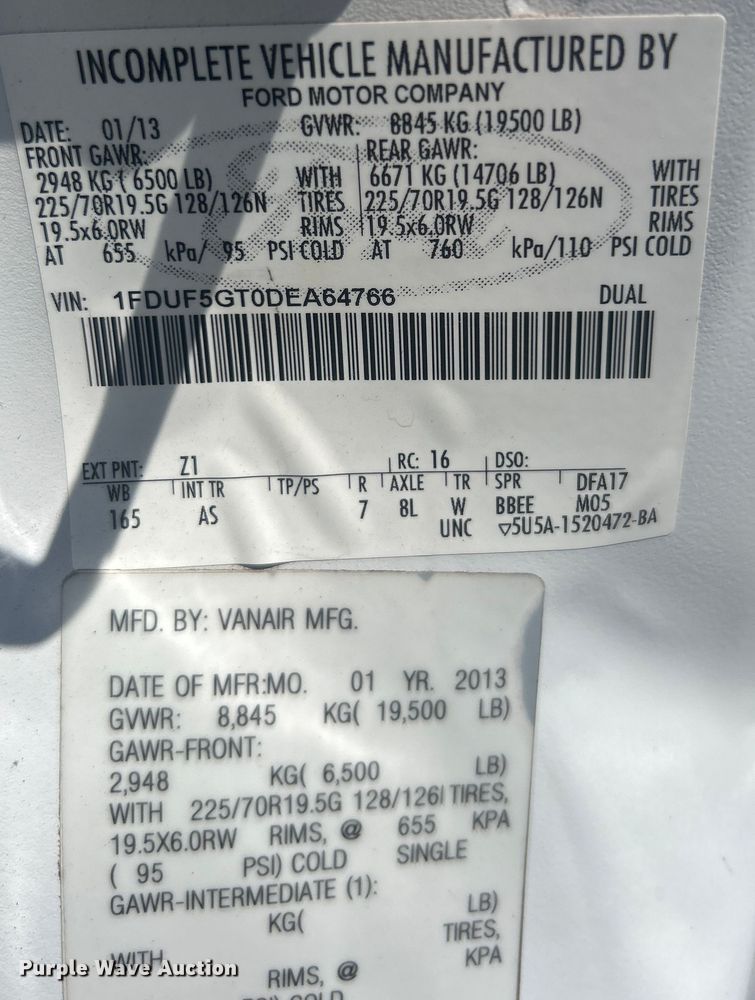 INCOMPLETE VEHICLE MANUFACTURED BY
FORD MOTOR COMPANY
DATE: 01/13 GVWR: 8845 KG (19500 LB)
FRONT GAWR: REAR GAWR:
2948 KG ( 6500 LB) WITH 6671 KG (14706 LB) WITH
225/70R19.5G 128/126N TIRES 225/70R19.5G 128/126N TIRES
19.5x6.0RW RIMS 19.5x6.0RW RIMS
AT 655 kPa/ 95 PSI COLD AT 760 kPa/110 PSI COLD
VIN: 1FDUF5GT0DEA64766 DUAL
EXT PNT: Z1 RC: 16 DSO:
WB INT TR TP/PS R AXLE TR SPR DFA17
165 AS 7 8L W BBEE M05
UNC ▽5U5A-1520472-BA
MFD. BY: VANAIR MFG.
DATE OF MFR:MO. 01 YR. 2013
GVWR: 8,845 KG( 19,500 LB)
GAWR-FRONT:
2,948 KG( 6,500 LB)
WITH 225/70R19.5G 128/126 TIRES,
19.5X6.0RW RIMS, @ 655 KPA
( 95 PSI) COLD SINGLE
GAWR-INTERMEDIATE (1):
KG( LB)
WITH TIRES,
RIMS, @ KPA
PSI) COLD
Purple Wave Auction